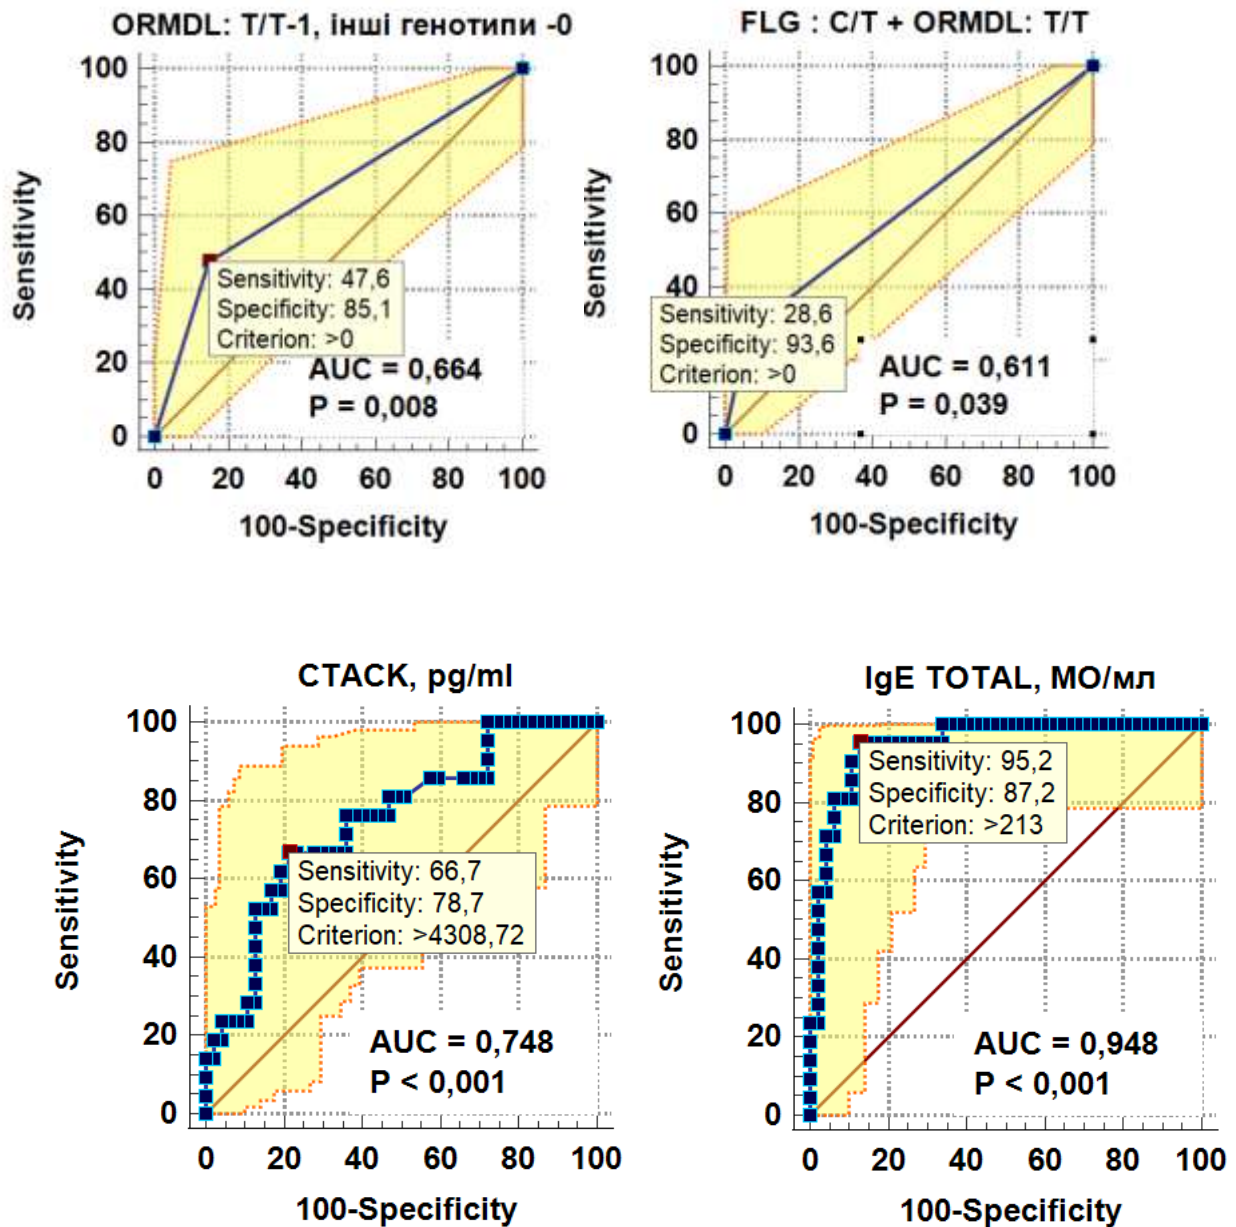 ORMDL: T/T-1, інші генотипи -0
100
80
60
40
20
0
Sensitivity
Sensitivity: 47,6
Specificity: 85,1
Criterion: >0
AUC = 0,664
P = 0,008
0 20 40 60 80 100
100-Specificity
FLG : C/T + ORMDL: T/T
100
80
60
40
20
0
Sensitivity
Sensitivity: 28,6
Specificity: 93,6
Criterion: >0
AUC = 0,611
P = 0,039
0 20 40 60 80 100
100-Specificity
CTACK, pg/ml
100
80
60
40
20
0
Sensitivity
Sensitivity: 66,7
Specificity: 78,7
Criterion: >4308,72
AUC = 0,748
P < 0,001
0 20 40 60 80 100
100-Specificity
IgE TOTAL, МО/мл
100
80
60
40
20
0
Sensitivity
Sensitivity: 95,2
Specificity: 87,2
Criterion: >213
AUC = 0,948
P < 0,001
0 20 40 60 80 100
100-Specificity